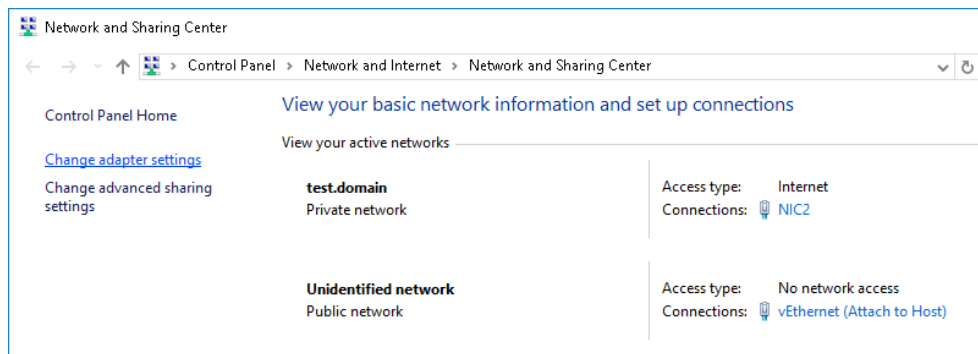 Network and Sharing Center
Control Panel > Network and Internet > Network and Sharing Center
Control Panel Home
Change adapter settings
Change advanced sharing
settings
View your basic network information and set up connections
View your active networks
test.domain
Private network
Access type: Internet
Connections: NIC2
Unidentified network
Public network
Access type: No network access
Connections: vEthernet (Attach to Host)